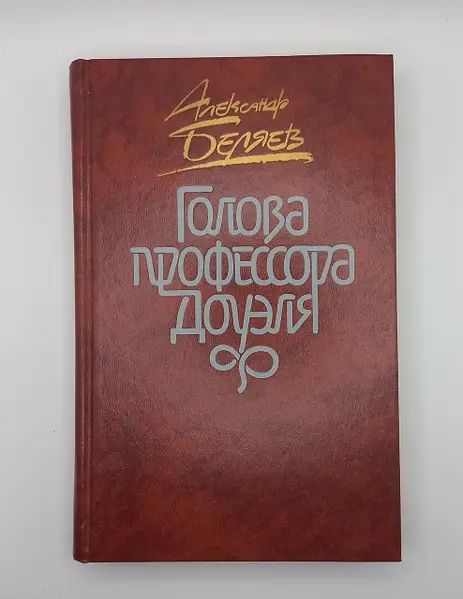 Александр
Беляев
Голова
профессора
Доуэля